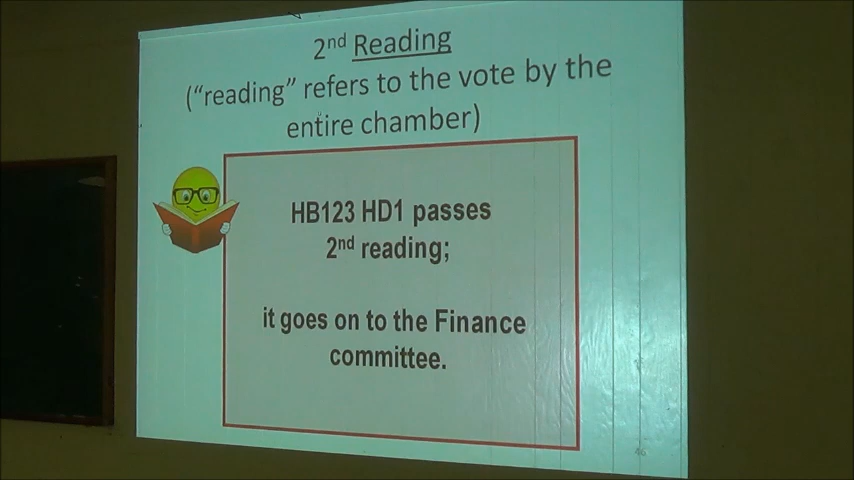 2nd Reading
("reading" refers to the vote by the
entire chamber)
HB123 HD1 passes
2nd reading;
it goes on to the Finance
committee.
46